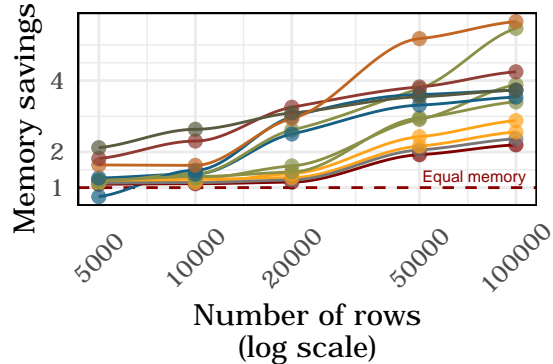 Memory savings
4
2
1
Equal memory
5000
10000
20000
50000
100000
Number of rows
(log scale)